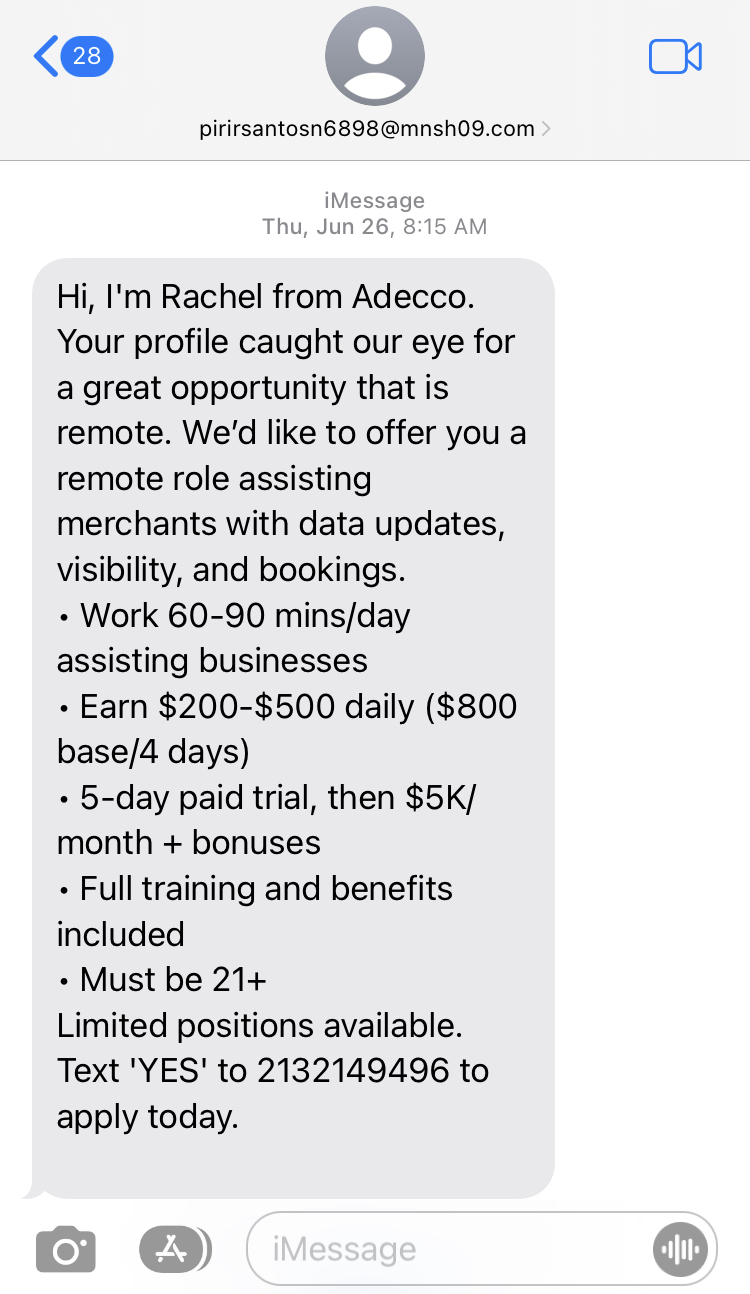 28
pirirsantosn6898@mnsh09.com
iMessage
Thu, Jun 26, 8:15 AM
Hi, I'm Rachel from Adecco.
Your profile caught our eye for
a great opportunity that is
remote. We’d like to offer you a
remote role assisting
merchants with data updates,
visibility, and bookings.
• Work 60-90 mins/day
assisting businesses
• Earn $200-$500 daily ($800
base/4 days)
• 5-day paid trial, then $5K/
month + bonuses
• Full training and benefits
included
• Must be 21+
Limited positions available.
Text 'YES' to 2132149496 to
apply today.
iMessage